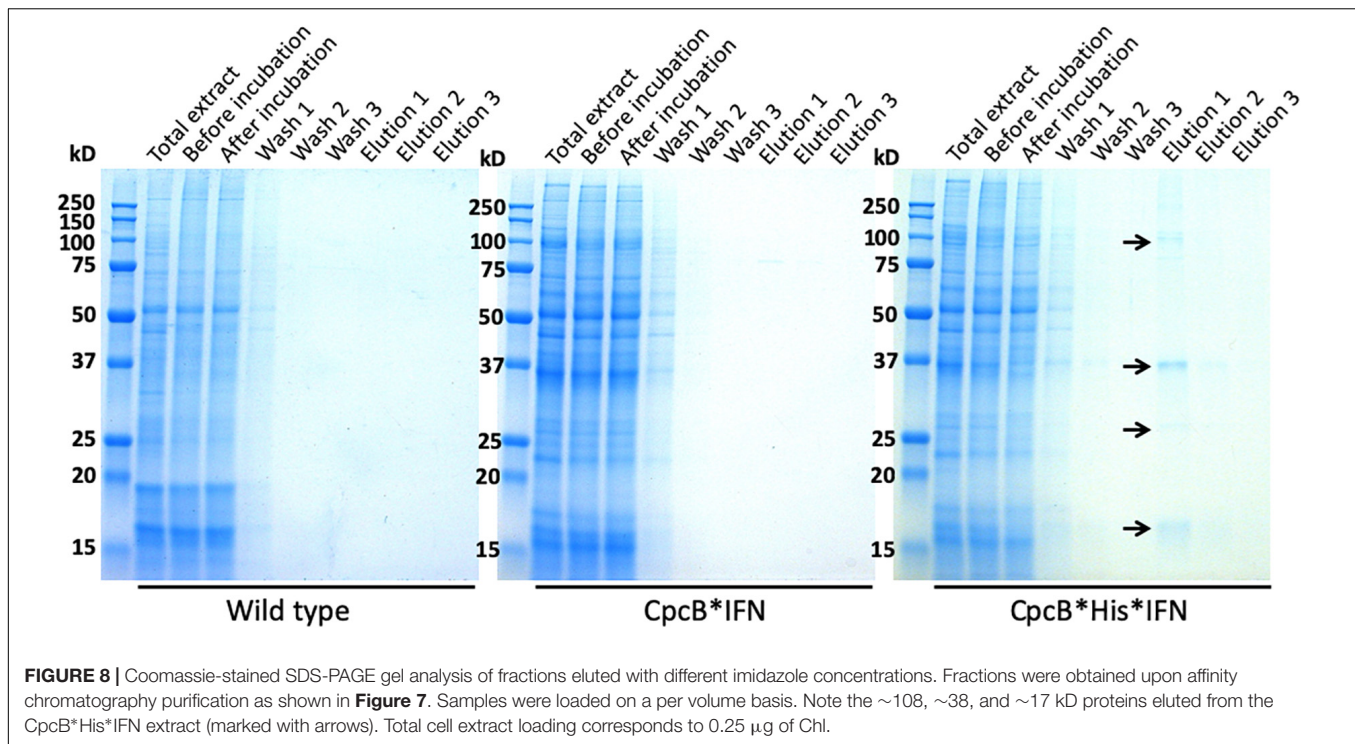 kD
Total extract
Before incubation
After incubation
Wash 1
Wash 2
Wash 3
Elution 1
Elution 2
Elution 3
250
150
100
75
50
37
25
20
15
Wild type
kD
Total extract
Before incubation
After incubation
Wash 1
Wash 2
Wash 3
Elution 1
Elution 2
Elution 3
250
100
75
50
37
25
20
15
CpcB*IFN
kD
Total extract
Before incubation
After incubation
Wash 1
Wash 2
Wash 3
Elution 1
Elution 2
Elution 3
250
100
75
50
37
25
20
15
CpcB*His*IFN
FIGURE 8 | Coomassie-stained SDS-PAGE gel analysis of fractions eluted with different imidazole concentrations. Fractions were obtained upon affinity
chromatography purification as shown in Figure 7. Samples were loaded on a per volume basis. Note the ∼108, ∼38, and ∼17 kD proteins eluted from the
CpcB*His*IFN extract (marked with arrows). Total cell extract loading corresponds to 0.25 μg of Chl.